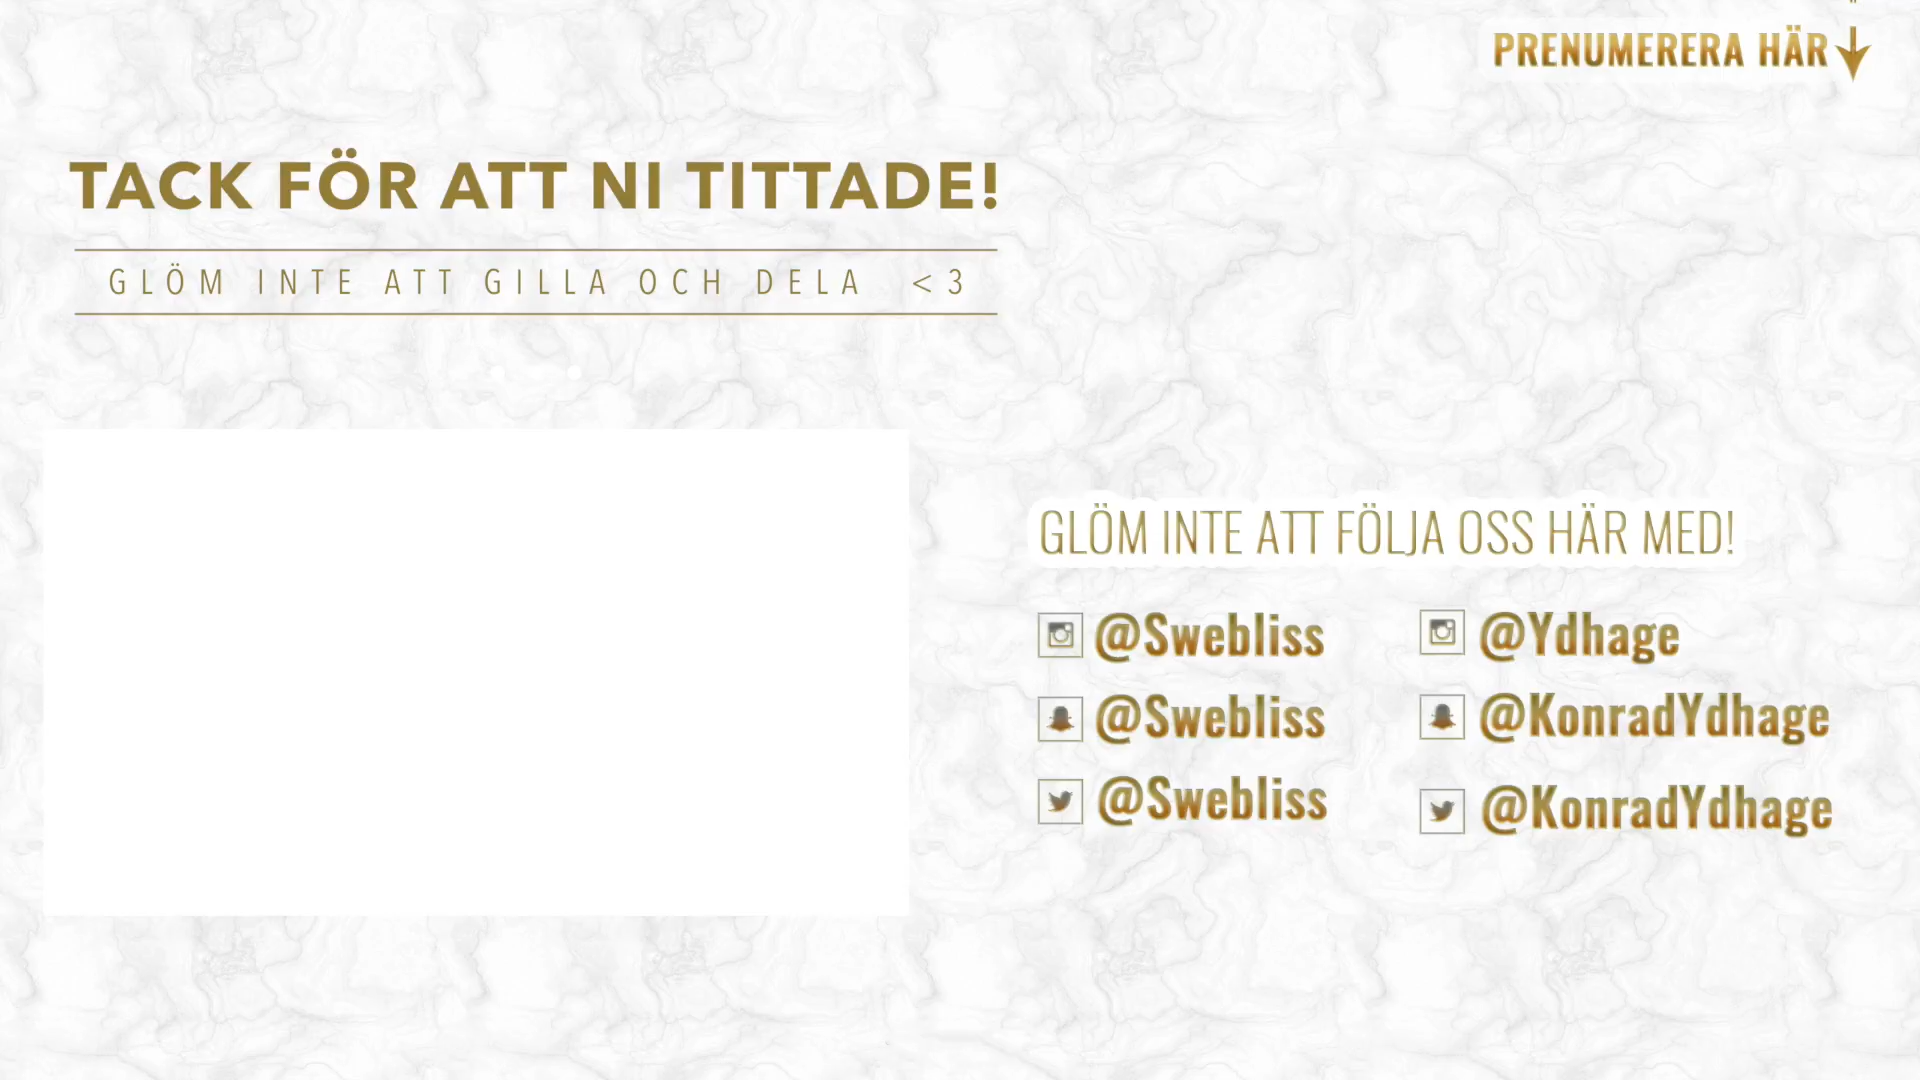 PRENUMERERA HÄR
TACK FÖR ATT NI TITTADE!
GLÖM INTE ATT GILLA OCH DELA <3
GLÖM INTE ATT FÖLJA OSS HÄR MED!
@Swebliss
@Ydhage
@Swebliss
@KonradYdhage
@Swebliss
@KonradYdhage